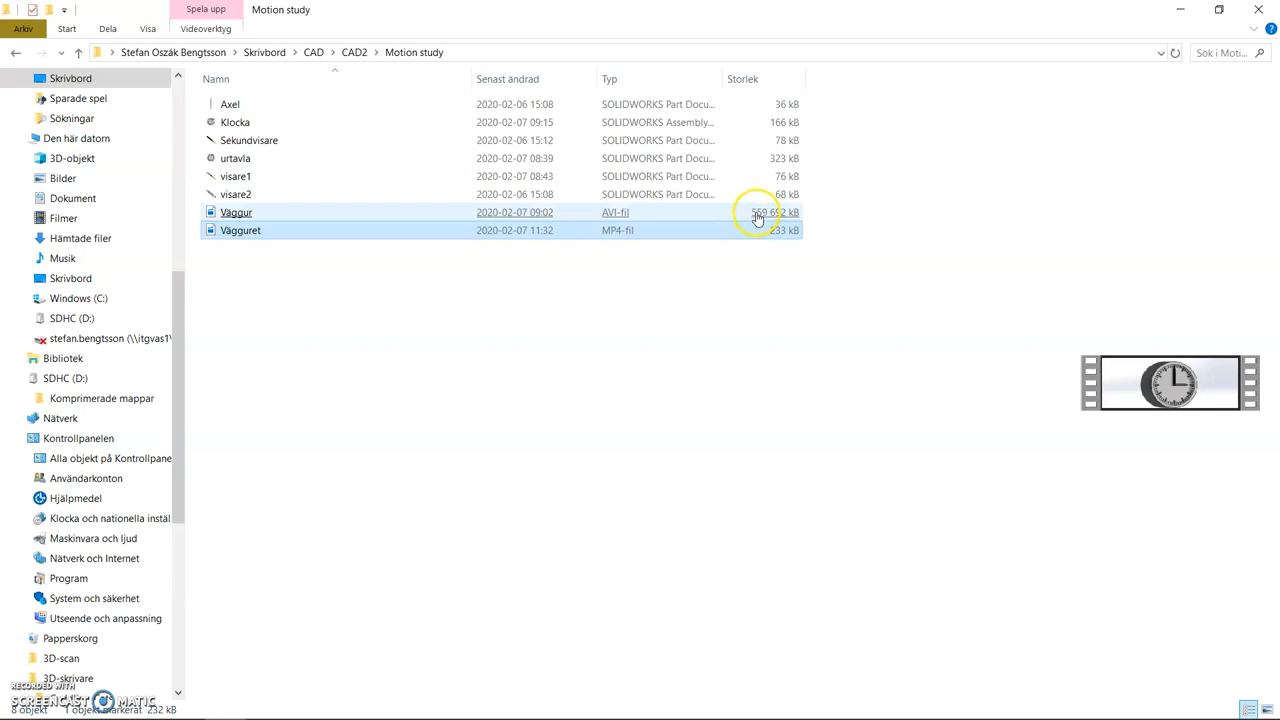 Spela upp Motion study
Arkiv Start Dela Visa Videoverktyg
Stefan Oszák Bengtsson > Skrivbord > CAD > CAD2 > Motion study Sök i Moti...
Namn Senast ändrad Typ Storlek
Axel 2020-02-06 15:08 SOLIDWORKS Part Docu... 36 kB
Klocka 2020-02-07 09:15 SOLIDWORKS Assembly... 166 kB
Sekundvisare 2020-02-06 15:12 SOLIDWORKS Part Docu... 78 kB
urtavla 2020-02-07 08:39 SOLIDWORKS Part Docu... 323 kB
visare1 2020-02-07 08:43 SOLIDWORKS Part Docu... 76 kB
visare2 2020-02-06 15:08 SOLIDWORKS Part Docu... 68 kB
Väggur 2020-02-07 09:02 AVI-fil 559 692 kB
Vägguret 2020-02-07 11:32 MP4-fil 233 kB
Skrivbord
Sparade spel
Sökningar
Den här datorn
3D-objekt
Bilder
Dokument
Filmer
Hämtade filer
Musik
Skrivbord
Windows (C:)
SDHC (D:)
stefan.bengtsson (\\itgvas1\
Bibliotek
SDHC (D:)
Komprimerade mappar
Nätverk
Kontrollpanelen
Alla objekt på Kontrollpane
Användarkonton
Hjälpmedel
Klocka och nationella instäl
Maskinvara och ljud
Nätverk och Internet
Program
System och säkerhet
Utseende och anpassning
Papperskorg
3D-scan
3D-skrivare
RECORDED WITH
SCREENCAST MATIC
8 objekt 1 objekt markerat 232 kB